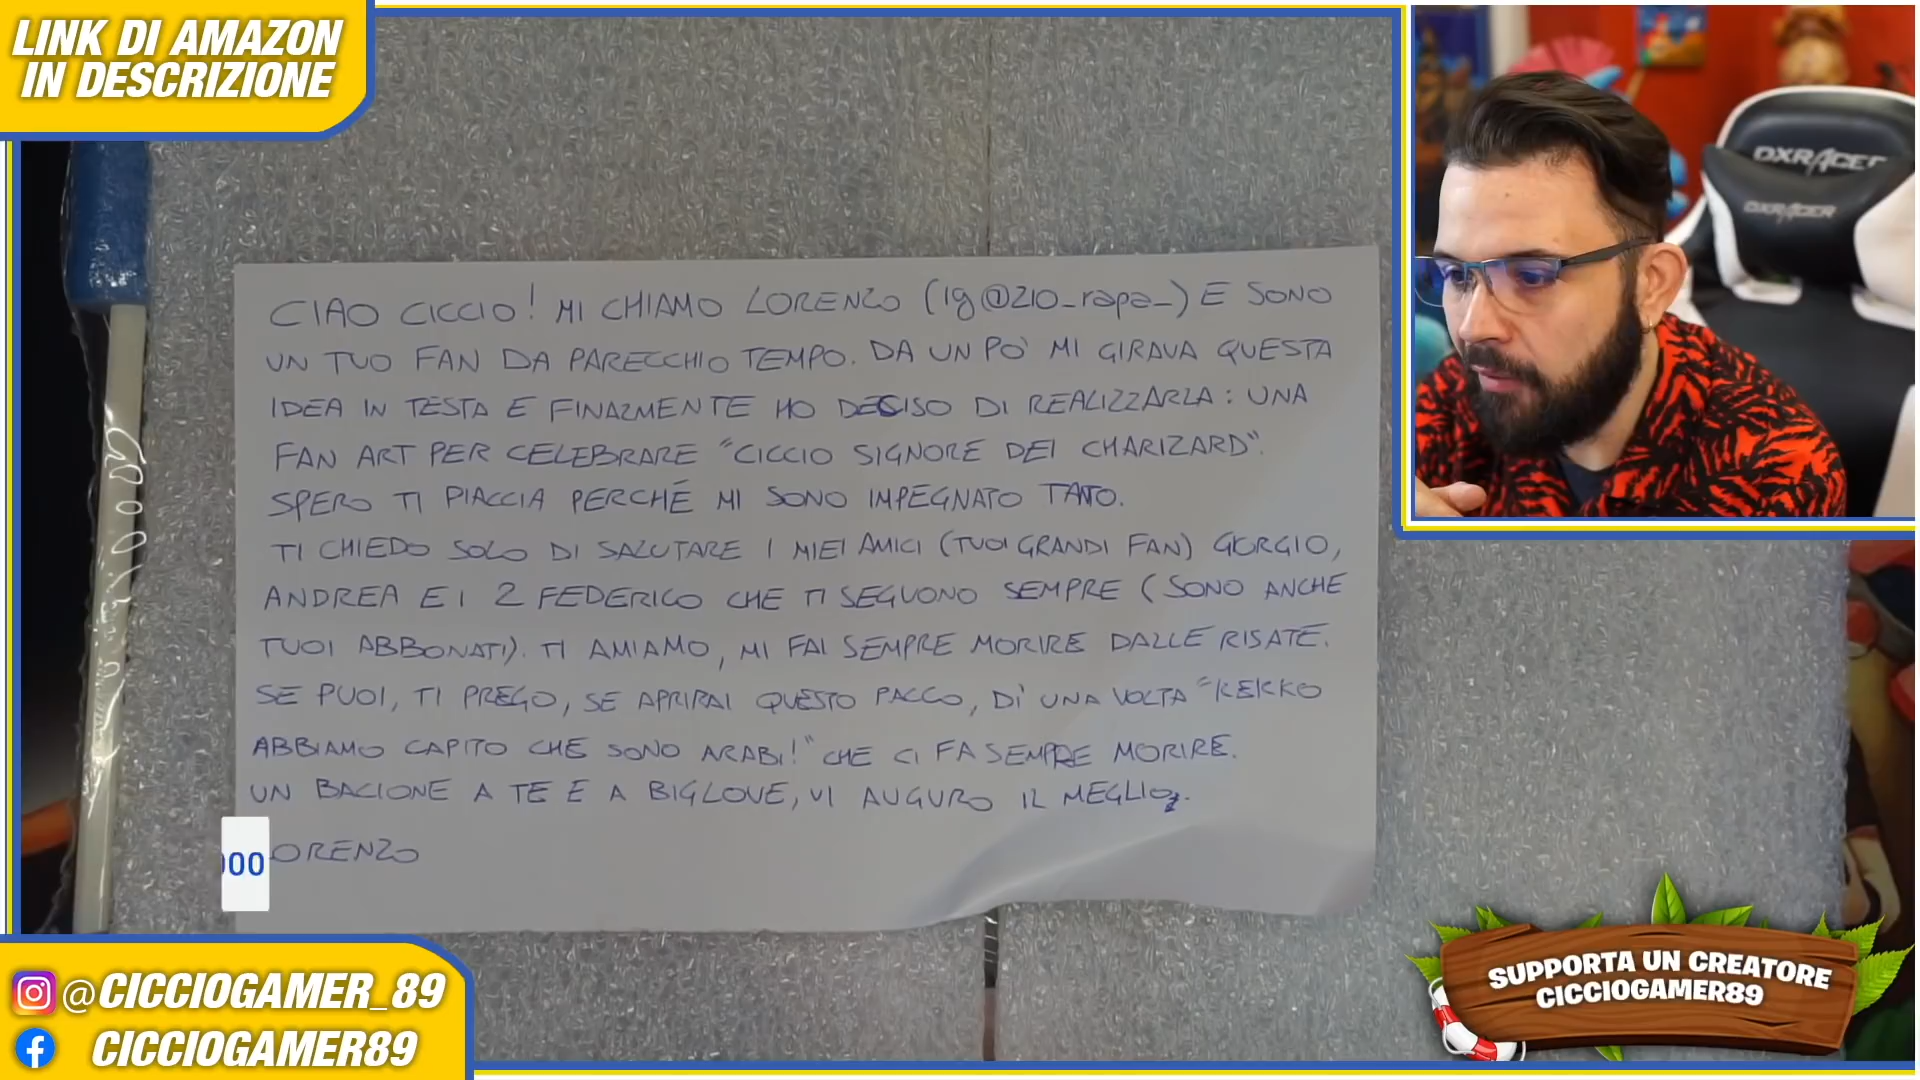 LINK DI AMAZON
IN DESCRIZIONE
DXRACER
DXRACER
CIAO CICCIO! MI CHIAMO LORENZO (ig @ZIO_rapa_) E SONO
UN TUO FAN DA PARECCHIO TEMPO. DA UN PO' MI GIRAVA QUESTA
IDEA IN TESTA E FINALMENTE HO DECISO DI REALIZZARLA: UNA
FAN ART PER CELEBRARE "CICCIO SIGNORE DEI CHARIZARD".
SPERO TI PIACCIA PERCHÉ MI SONO IMPEGNATO TATO.
TI CHIEDO SOLO DI SALUTARE I MIEI AMICI (TUOI GRANDI FAN) GIORGIO,
ANDREA E I 2 FEDERICO CHE TI SEGUONO SEMPRE (SONO ANCHE
TUOI ABBONATI). TI AMIAMO, MI FAI SEMPRE MORIRE DALLE RISATE.
SE PUOI, TI PREGO, SE APRIRAI QUESTO PACCO, DI' UNA VOLTA "KEKKO
ABBIAMO CAPITO CHE SONO ARABI!" CHE CI FA SEMPRE MORIRE.
UN BACIONE A TE E A BIGLOVE, VI AUGURO IL MEGLIO.
ORENZO
00
@CICCIOGAMER_89
CICCIOGAMER89
SUPPORTA UN CREATORE
CICCIOGAMER89